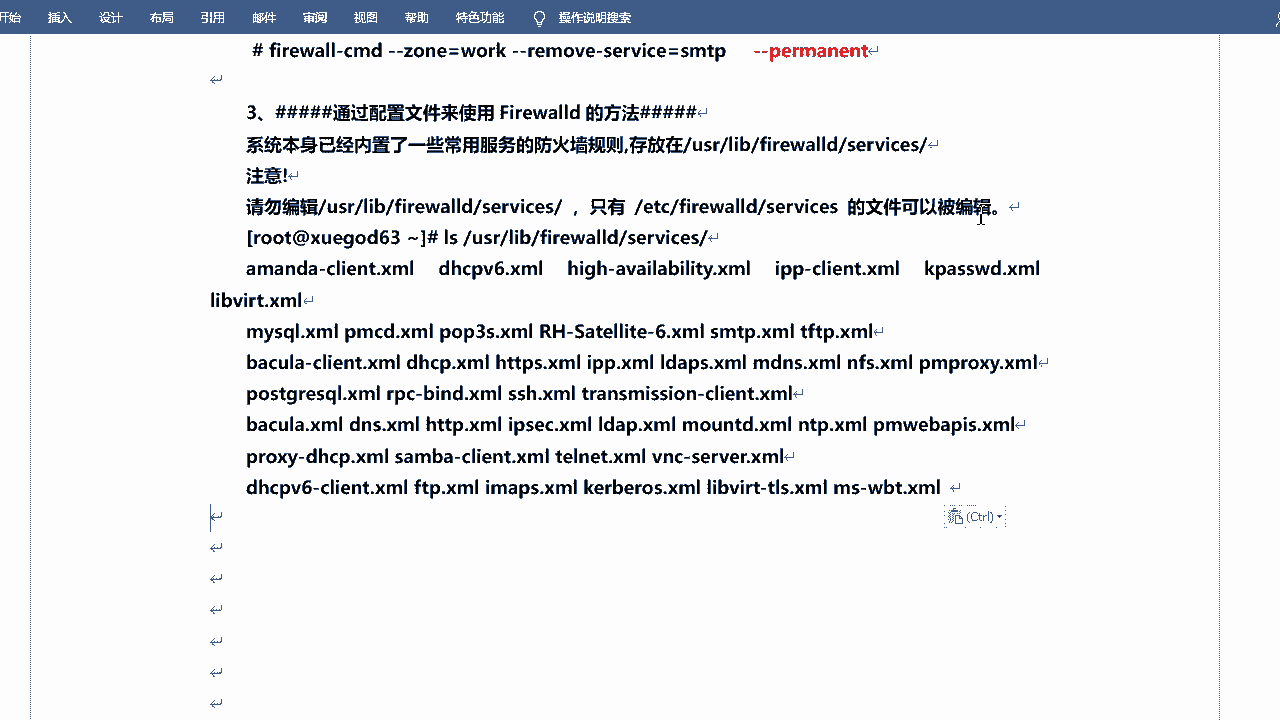 开始 插入 设计 布局 引用 邮件 审阅 视图 帮助 特色功能 操作说明搜索
# firewall-cmd --zone=work --remove-service=smtp --permanent
3、#####通过配置文件来使用 Firewalld 的方法#####
系统本身已经内置了一些常用服务的防火墙规则,存放在/usr/lib/firewalld/services/
注意!
请勿编辑/usr/lib/firewalld/services/ ，只有 /etc/firewalld/services 的文件可以被编辑。
[root@xuegod63 ~]# ls /usr/lib/firewalld/services/
amanda-client.xml dhcpv6.xml high-availability.xml ipp-client.xml kpasswd.xml
libvirt.xml
mysql.xml pmcd.xml pop3s.xml RH-Satellite-6.xml smtp.xml tftp.xml
bacula-client.xml dhcp.xml https.xml ipp.xml ldaps.xml mdns.xml nfs.xml pmproxy.xml
postgresql.xml rpc-bind.xml ssh.xml transmission-client.xml
bacula.xml dns.xml http.xml ipsec.xml ldap.xml mountd.xml ntp.xml pmwebapis.xml
proxy-dhcp.xml samba-client.xml telnet.xml vnc-server.xml
dhcpv6-client.xml ftp.xml imaps.xml kerberos.xml libvirt-tls.xml ms-wbt.xml
(Ctrl)